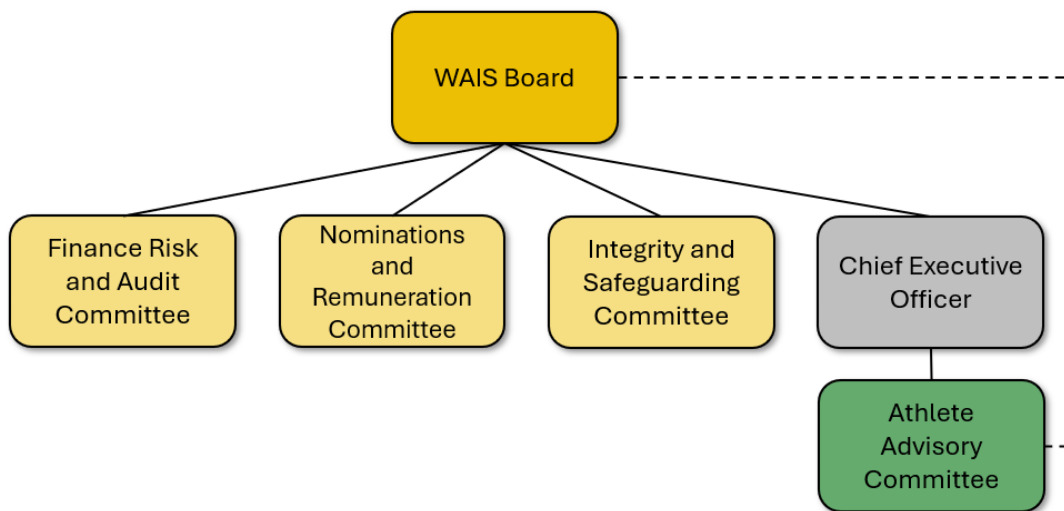 WAIS Board
Finance Risk
and Audit
Committee
Nominations
and
Remuneration
Committee
Integrity and
Safeguarding
Committee
Chief Executive
Officer
Athlete
Advisory
Committee